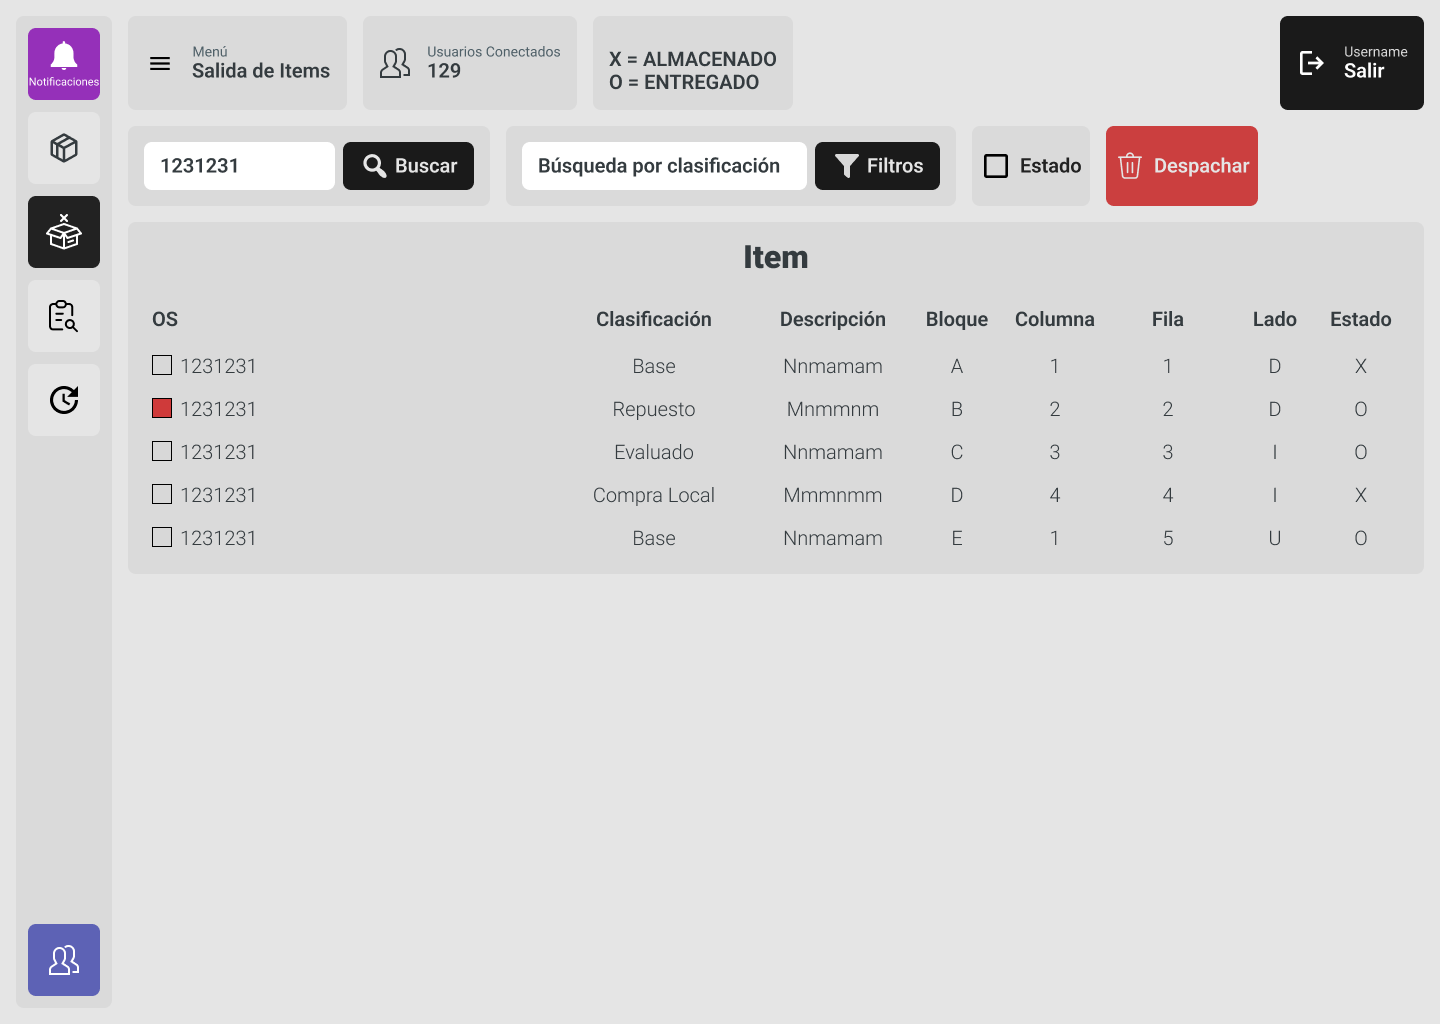 Notificaciones
Menú
Salida de Items
Usuarios Conectados
129
X = ALMACENADO
O = ENTREGADO
Username
Salir
1231231 Buscar Búsqueda por clasificación Filtros Estado Despachar
Item
OS Clasificación Descripción Bloque Columna Fila Lado Estado
1231231 Base Nnmamam A 1 1 D X
1231231 Repuesto Mnmmnm B 2 2 D O
1231231 Evaluado Nnmamam C 3 3 I O
1231231 Compra Local Mmmnmm D 4 4 I X
1231231 Base Nnmamam E 1 5 U O